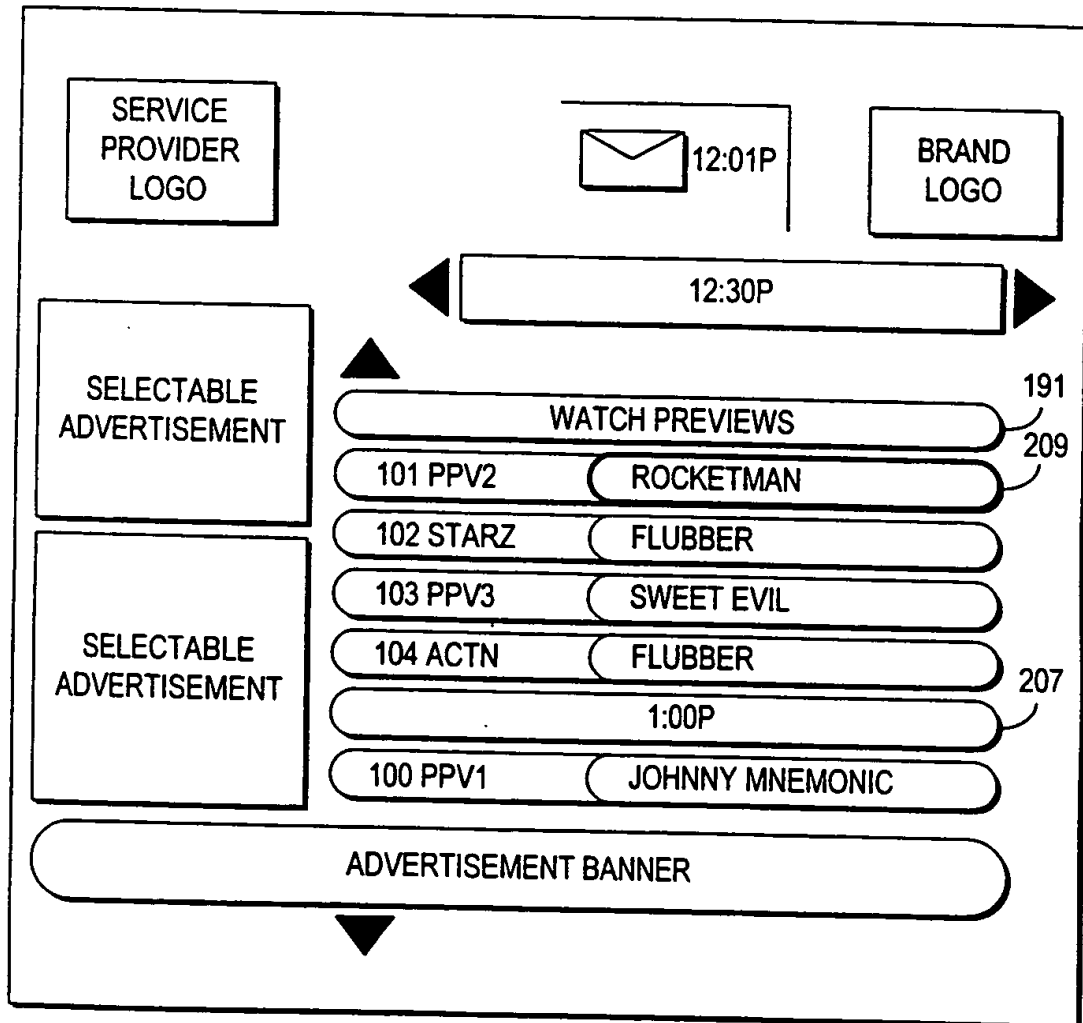 SERVICE
PROVIDER
LOGO
12:01P
BRAND
LOGO
12:30P
SELECTABLE
ADVERTISEMENT
WATCH PREVIEWS
191
101 PPV2 ROCKETMAN
209
102 STARZ FLUBBER
103 PPV3 SWEET EVIL
SELECTABLE
ADVERTISEMENT
104 ACTN FLUBBER
1:00P
207
100 PPV1 JOHNNY MNEMONIC
ADVERTISEMENT BANNER